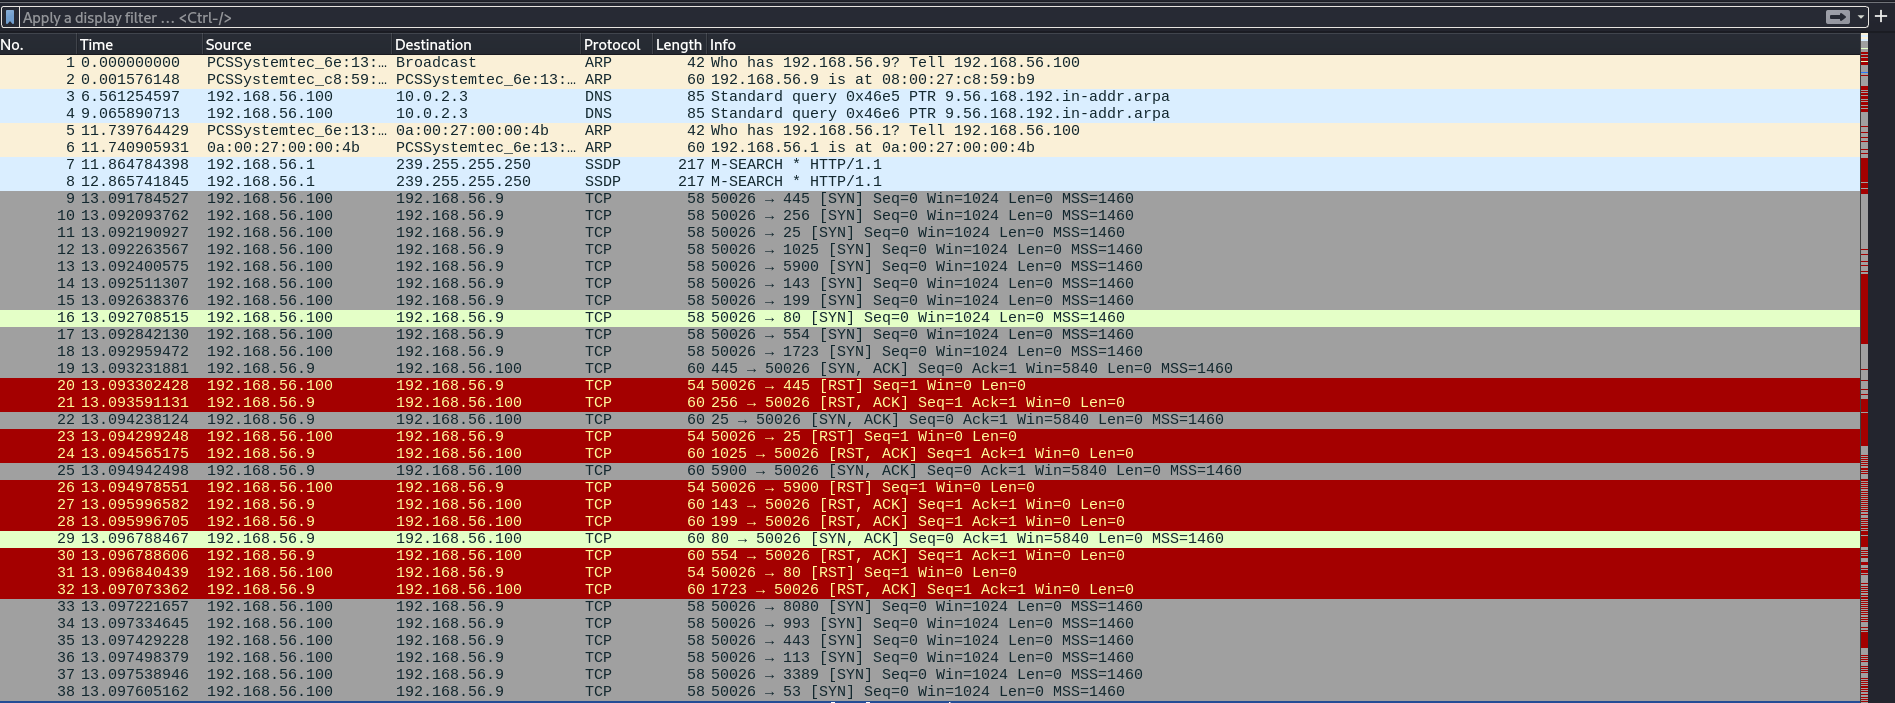 Apply a display filter … <Ctrl-/>
No. Time Source Destination Protocol Length Info
1 0.000000000 PCSSystemtec_6e:13:… Broadcast ARP 42 Who has 192.168.56.9? Tell 192.168.56.100
2 0.001576148 PCSSystemtec_c8:59:… PCSSystemtec_6e:13:… ARP 60 192.168.56.9 is at 08:00:27:c8:59:b9
3 6.561254597 192.168.56.100 10.0.2.3 DNS 85 Standard query 0x46e5 PTR 9.56.168.192.in-addr.arpa
4 9.065890713 192.168.56.100 10.0.2.3 DNS 85 Standard query 0x46e6 PTR 9.56.168.192.in-addr.arpa
5 11.739764429 PCSSystemtec_6e:13:… 0a:00:27:00:00:4b ARP 42 Who has 192.168.56.1? Tell 192.168.56.100
6 11.740905931 0a:00:27:00:00:4b PCSSystemtec_6e:13:… ARP 60 192.168.56.1 is at 0a:00:27:00:00:4b
7 11.864784398 192.168.56.1 239.255.255.250 SSDP 217 M-SEARCH * HTTP/1.1
8 12.865741845 192.168.56.1 239.255.255.250 SSDP 217 M-SEARCH * HTTP/1.1
9 13.091784527 192.168.56.100 192.168.56.9 TCP 58 50026 → 445 [SYN] Seq=0 Win=1024 Len=0 MSS=1460
10 13.092093762 192.168.56.100 192.168.56.9 TCP 58 50026 → 256 [SYN] Seq=0 Win=1024 Len=0 MSS=1460
11 13.092190927 192.168.56.100 192.168.56.9 TCP 58 50026 → 25 [SYN] Seq=0 Win=1024 Len=0 MSS=1460
12 13.092263567 192.168.56.100 192.168.56.9 TCP 58 50026 → 1025 [SYN] Seq=0 Win=1024 Len=0 MSS=1460
13 13.092400575 192.168.56.100 192.168.56.9 TCP 58 50026 → 5900 [SYN] Seq=0 Win=1024 Len=0 MSS=1460
14 13.092511307 192.168.56.100 192.168.56.9 TCP 58 50026 → 143 [SYN] Seq=0 Win=1024 Len=0 MSS=1460
15 13.092638376 192.168.56.100 192.168.56.9 TCP 58 50026 → 199 [SYN] Seq=0 Win=1024 Len=0 MSS=1460
16 13.092708515 192.168.56.100 192.168.56.9 TCP 58 50026 → 80 [SYN] Seq=0 Win=1024 Len=0 MSS=1460
17 13.092842130 192.168.56.100 192.168.56.9 TCP 58 50026 → 554 [SYN] Seq=0 Win=1024 Len=0 MSS=1460
18 13.092959472 192.168.56.100 192.168.56.9 TCP 58 50026 → 1723 [SYN] Seq=0 Win=1024 Len=0 MSS=1460
19 13.093231881 192.168.56.9 192.168.56.100 TCP 60 445 → 50026 [SYN, ACK] Seq=0 Ack=1 Win=5840 Len=0 MSS=1460
20 13.093302428 192.168.56.100 192.168.56.9 TCP 54 50026 → 445 [RST] Seq=1 Win=0 Len=0
21 13.093591131 192.168.56.9 192.168.56.100 TCP 60 256 → 50026 [RST, ACK] Seq=1 Ack=1 Win=0 Len=0
22 13.094238124 192.168.56.9 192.168.56.100 TCP 60 25 → 50026 [SYN, ACK] Seq=0 Ack=1 Win=5840 Len=0 MSS=1460
23 13.094299248 192.168.56.100 192.168.56.9 TCP 54 50026 → 25 [RST] Seq=1 Win=0 Len=0
24 13.094565175 192.168.56.9 192.168.56.100 TCP 60 1025 → 50026 [RST, ACK] Seq=1 Ack=1 Win=0 Len=0
25 13.094942498 192.168.56.9 192.168.56.100 TCP 60 5900 → 50026 [SYN, ACK] Seq=0 Ack=1 Win=5840 Len=0 MSS=1460
26 13.094978551 192.168.56.100 192.168.56.9 TCP 54 50026 → 5900 [RST] Seq=1 Win=0 Len=0
27 13.095996582 192.168.56.9 192.168.56.100 TCP 60 143 → 50026 [RST, ACK] Seq=1 Ack=1 Win=0 Len=0
28 13.095996705 192.168.56.9 192.168.56.100 TCP 60 199 → 50026 [RST, ACK] Seq=1 Ack=1 Win=0 Len=0
29 13.096788467 192.168.56.9 192.168.56.100 TCP 60 80 → 50026 [SYN, ACK] Seq=0 Ack=1 Win=5840 Len=0 MSS=1460
30 13.096788606 192.168.56.9 192.168.56.100 TCP 60 554 → 50026 [RST, ACK] Seq=1 Ack=1 Win=0 Len=0
31 13.096840439 192.168.56.100 192.168.56.9 TCP 54 50026 → 80 [RST] Seq=1 Win=0 Len=0
32 13.097073362 192.168.56.9 192.168.56.100 TCP 60 1723 → 50026 [RST, ACK] Seq=1 Ack=1 Win=0 Len=0
33 13.097221657 192.168.56.100 192.168.56.9 TCP 58 50026 → 8080 [SYN] Seq=0 Win=1024 Len=0 MSS=1460
34 13.097334645 192.168.56.100 192.168.56.9 TCP 58 50026 → 993 [SYN] Seq=0 Win=1024 Len=0 MSS=1460
35 13.097429228 192.168.56.100 192.168.56.9 TCP 58 50026 → 443 [SYN] Seq=0 Win=1024 Len=0 MSS=1460
36 13.097498379 192.168.56.100 192.168.56.9 TCP 58 50026 → 113 [SYN] Seq=0 Win=1024 Len=0 MSS=1460
37 13.097538946 192.168.56.100 192.168.56.9 TCP 58 50026 → 3389 [SYN] Seq=0 Win=1024 Len=0 MSS=1460
38 13.097605162 192.168.56.100 192.168.56.9 TCP 58 50026 → 53 [SYN] Seq=0 Win=1024 Len=0 MSS=1460